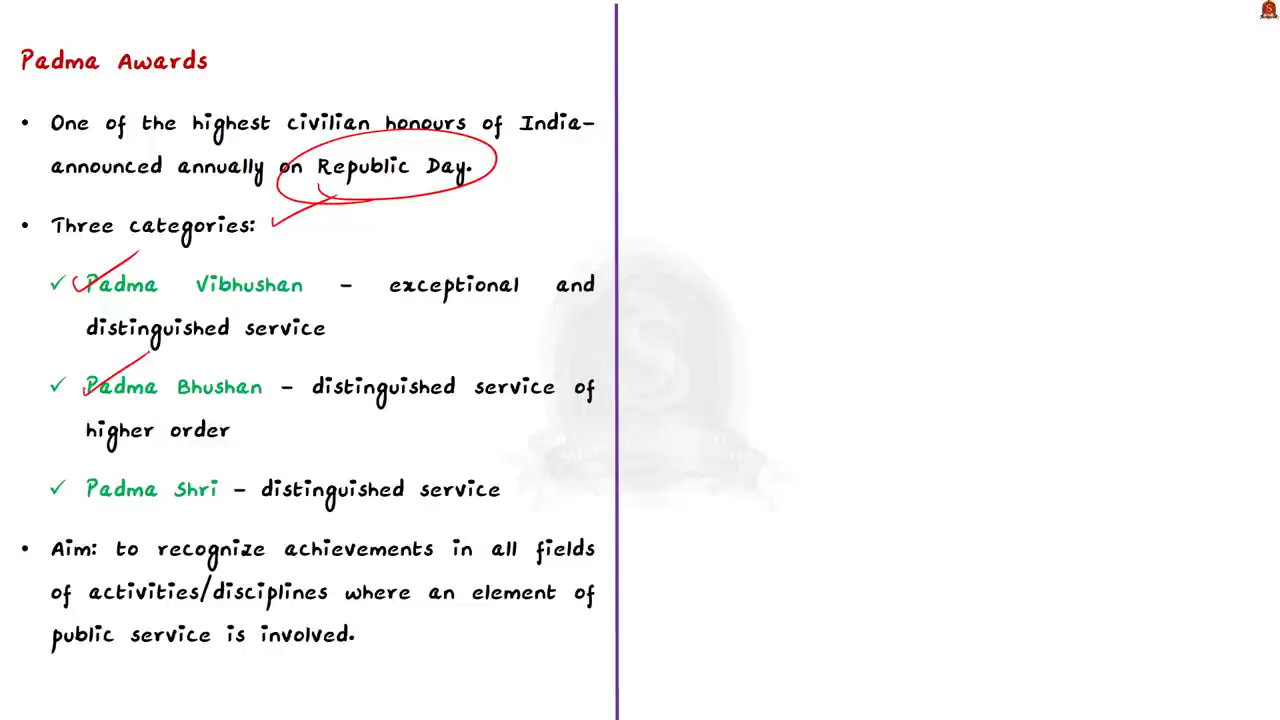 Padma Awards
• One of the highest civilian honours of India-
announced annually on Republic Day.
• Three categories:
✓ Padma Vibhushan - exceptional and
distinguished service
✓ Padma Bhushan - distinguished service of
higher order
✓ Padma Shri - distinguished service
• Aim: to recognize achievements in all fields
of activities/disciplines where an element of
public service is involved.